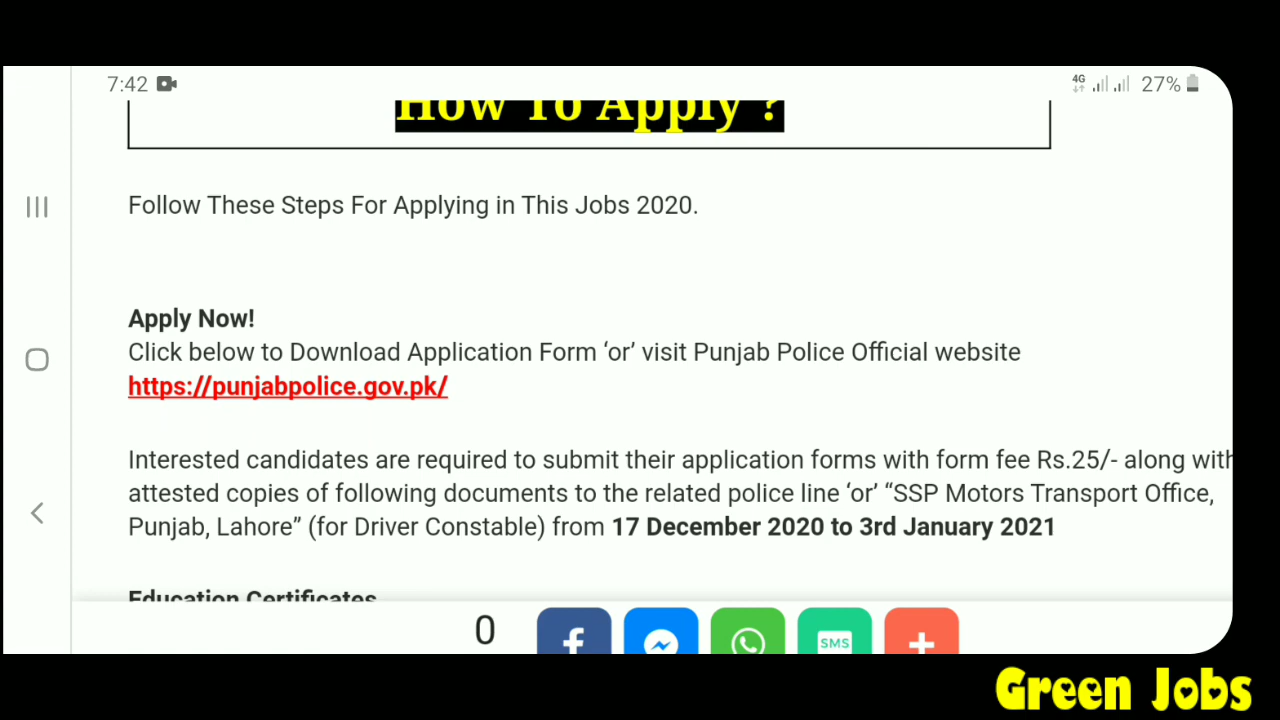 7:42
4G 27%
How To Apply ?
Follow These Steps For Applying in This Jobs 2020.
Apply Now!
Click below to Download Application Form ‘or’ visit Punjab Police Official website
https://punjabpolice.gov.pk/
Interested candidates are required to submit their application forms with form fee Rs.25/- along with
attested copies of following documents to the related police line ‘or’ “SSP Motors Transport Office,
Punjab, Lahore” (for Driver Constable) from 17 December 2020 to 3rd January 2021
Education Certificates
0
SMS
Green Jobs